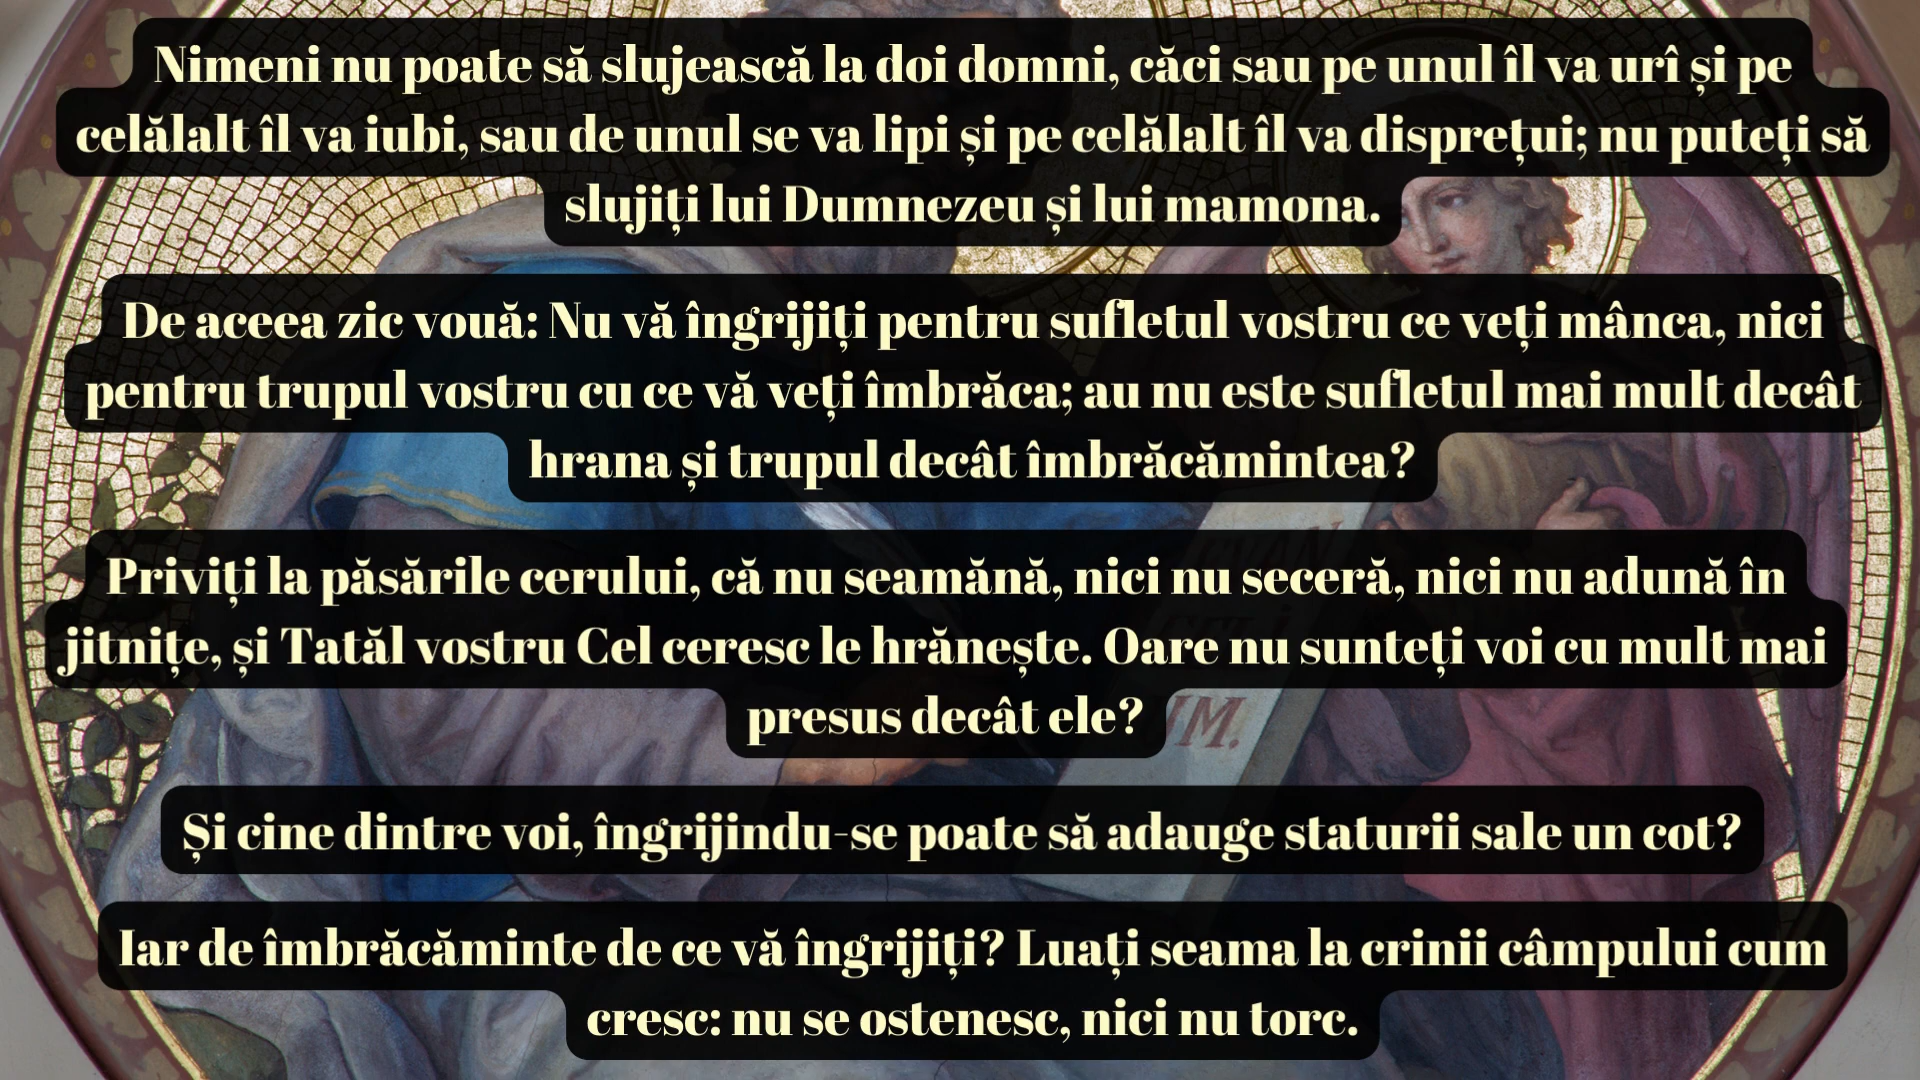 Nimeni nu poate să slujească la doi domni, căci sau pe unul îl va urî și pe
celălalt îl va iubi, sau de unul se va lipi și pe celălalt îl va disprețui; nu puteți să
slujiți lui Dumnezeu și lui mamona.
De aceea zic vouă: Nu vă îngrijiți pentru sufletul vostru ce veți mânca, nici
pentru trupul vostru cu ce vă veți îmbrăca; au nu este sufletul mai mult decât
hrana și trupul decât îmbrăcămintea?
Priviți la păsările cerului, că nu seamănă, nici nu seceră, nici nu adună în
jitnițe, și Tatăl vostru Cel ceresc le hrănește. Oare nu sunteți voi cu mult mai
presus decât ele?
IM.
Și cine dintre voi, îngrijindu-se poate să adauge staturii sale un cot?
Iar de îmbrăcăminte de ce vă îngrijiți? Luați seama la crinii câmpului cum
cresc: nu se ostenesc, nici nu torc.